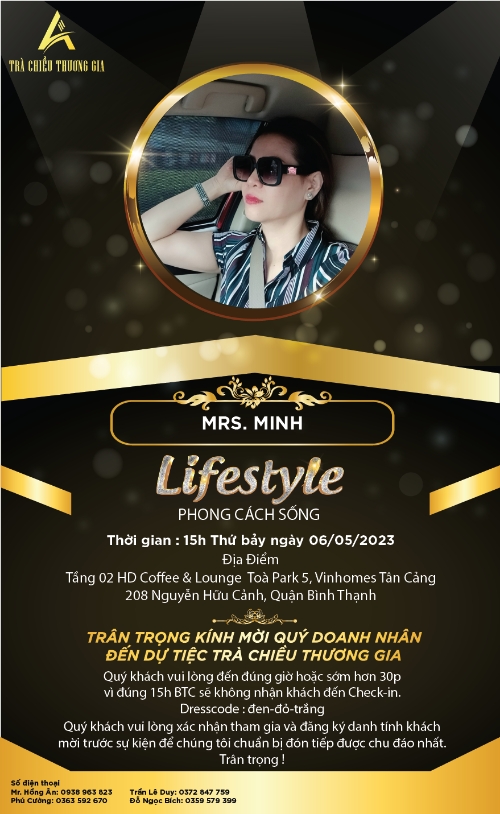 TRÀ CHIỀU THƯƠNG GIA
MRS. MINH
Lifestyle
PHONG CÁCH SỐNG
Thời gian : 15h Thứ bảy ngày 06/05/2023
Địa Điểm
Tầng 02 HD Coffee & Lounge Toà Park 5, Vinhomes Tân Cảng
208 Nguyễn Hữu Cảnh, Quận Bình Thạnh
TRÂN TRỌNG KÍNH MỜI QUÝ DOANH NHÂN
ĐẾN DỰ TIỆC TRÀ CHIỀU THƯƠNG GIA
Quý khách vui lòng đến đúng giờ hoặc sớm hơn 30p
vì đúng 15h BTC sẽ không nhận khách đến Check-in.
Dresscode : đen-đỏ-trắng
Quý khách vui lòng xác nhận tham gia và đăng ký danh tính khách
mời trước sự kiện để chúng tôi chuẩn bị đón tiếp được chu đáo nhất.
Trân trọng !
Số điện thoại
Mr. Hồng Ân: 0938 963 823 Trần Lê Duy: 0372 847 759
Phú Cường: 0363 592 670 Đỗ Ngọc Bích: 0359 579 399